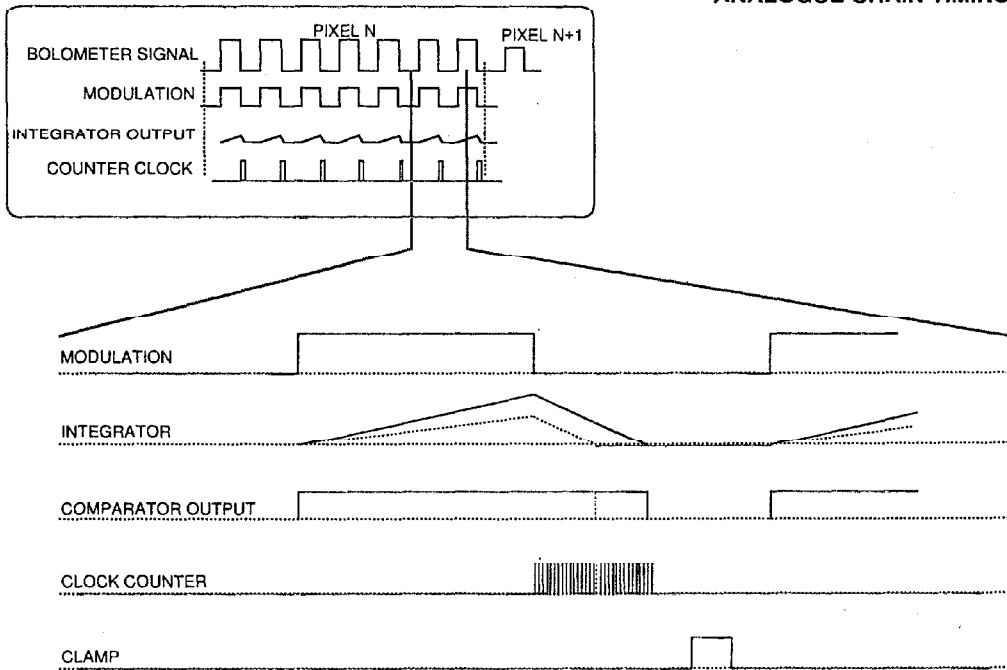 ANALOGUE CHAIN TIMING
PIXEL N
PIXEL N+1
BOLOMETER SIGNAL
MODULATION
INTEGRATOR OUTPUT
COUNTER CLOCK
MODULATION
INTEGRATOR
COMPARATOR OUTPUT
CLOCK COUNTER
CLAMP